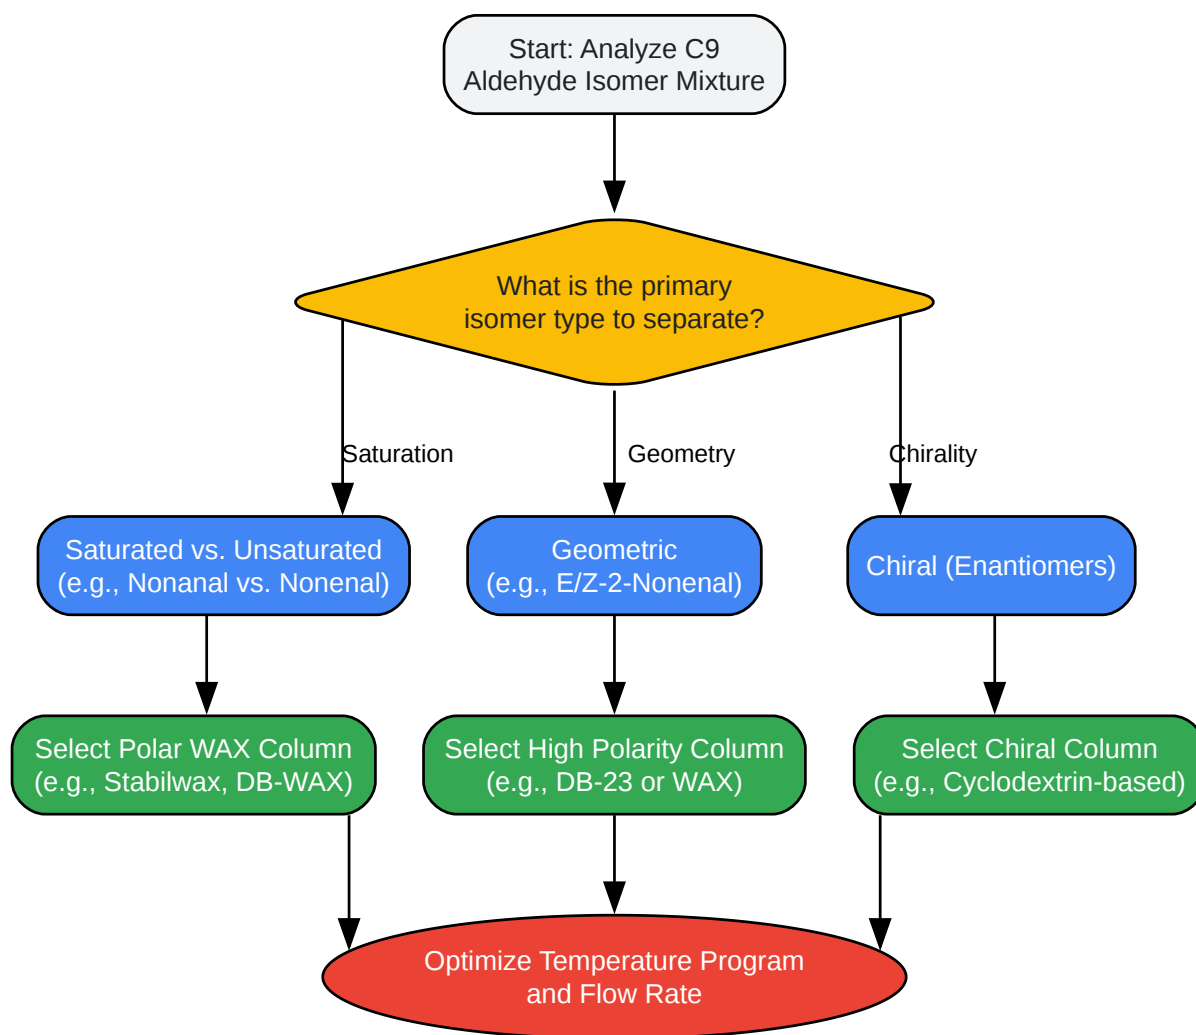 Start: Analyze C9
Aldehyde Isomer Mixture
What is the primary
isomer type to separate?
Saturation
Geometry
Chirality
Saturated vs. Unsaturated
(e.g., Nonanal vs. Nonenal)
Geometric
(e.g., E/Z-2-Nonenal)
Chiral (Enantiomers)
Select Polar WAX Column
(e.g., Stabilwax, DB-WAX)
Select High Polarity Column
(e.g., DB-23 or WAX)
Select Chiral Column
(e.g., Cyclodextrin-based)
Optimize Temperature Program
and Flow Rate